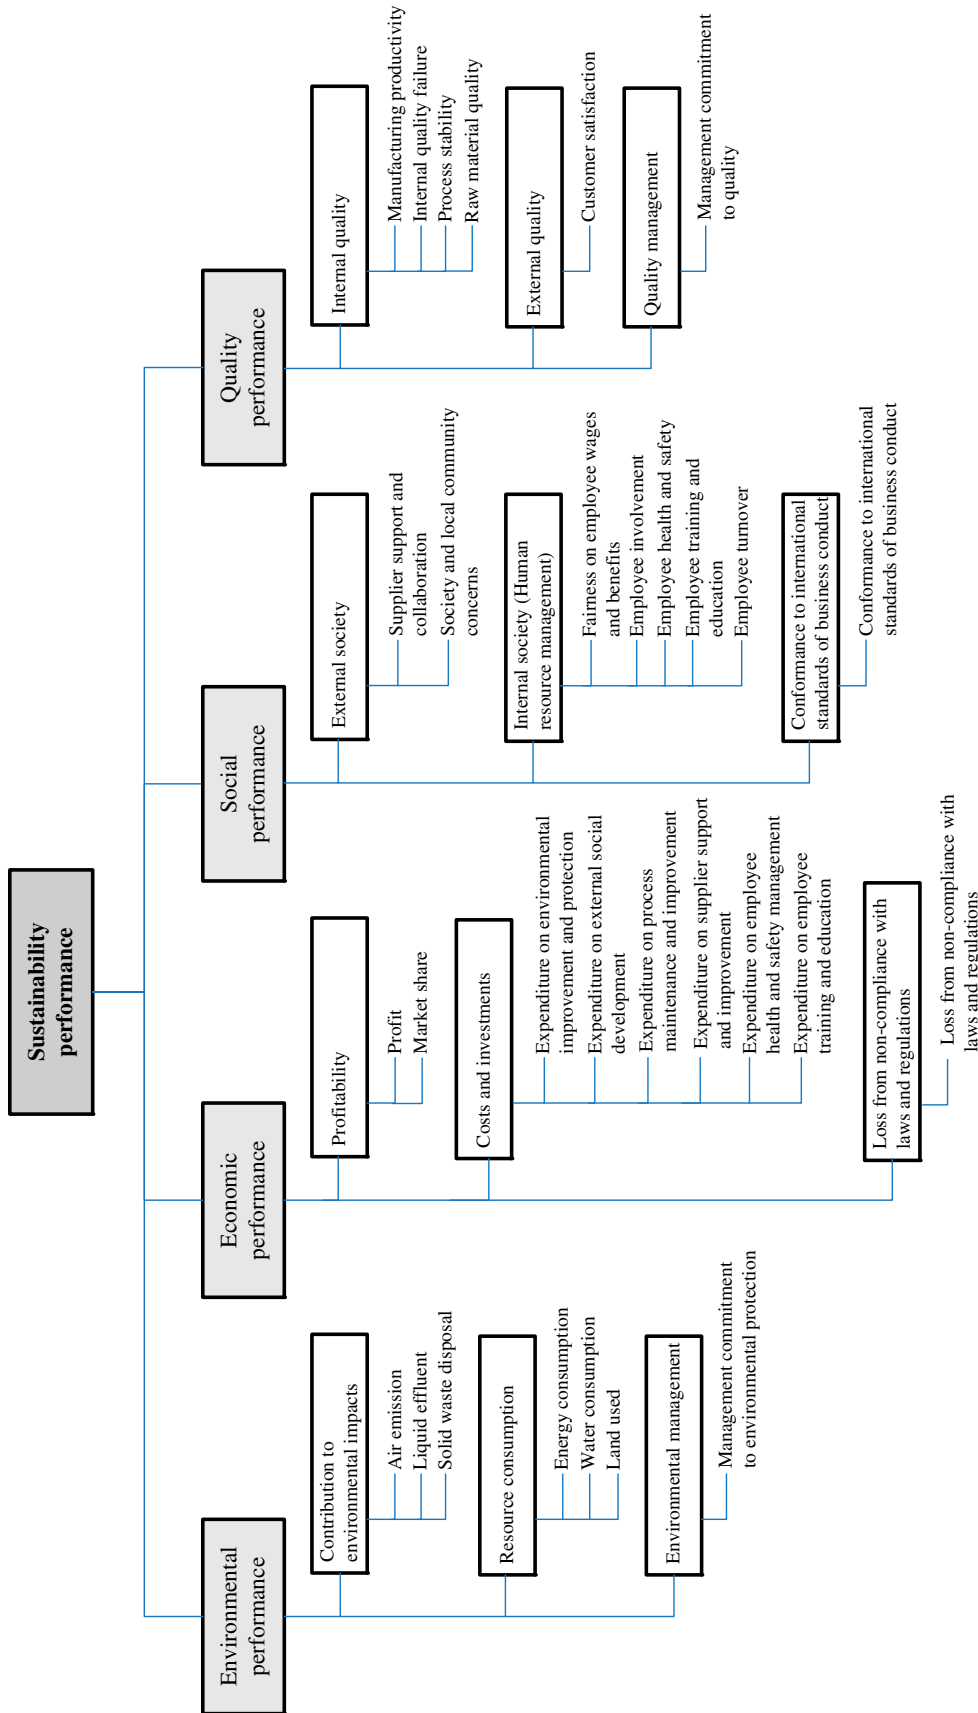 Sustainability
performance
Environmental
performance
Contribution to
environmental impacts
Air emission
Liquid effluent
Solid waste disposal
Resource consumption
Energy consumption
Water consumption
Land used
Environmental management
Management commitment
to environmental protection
Economic
performance
Profitability
Profit
Market share
Costs and investments
Expenditure on environmental
improvement and protection
Expenditure on external social
development
Expenditure on process
maintenance and improvement
Expenditure on supplier support
and improvement
Expenditure on employee
health and safety management
Expenditure on employee
training and education
Loss from non-compliance with
laws and regulations
Loss from non-compliance with
laws and regulations
Social
performance
External society
Supplier support and
collaboration
Society and local community
concerns
Internal society (Human
resource management)
Fairness on employee wages
and benefits
Employee involvement
Employee health and safety
Employee training and
education
Employee turnover
Conformance to international
standards of business conduct
Conformance to international
standards of business conduct
Quality
performance
Internal quality
Manufacturing productivity
Internal quality failure
Process stability
Raw material quality
External quality
Customer satisfaction
Quality management
Management commitment
to quality